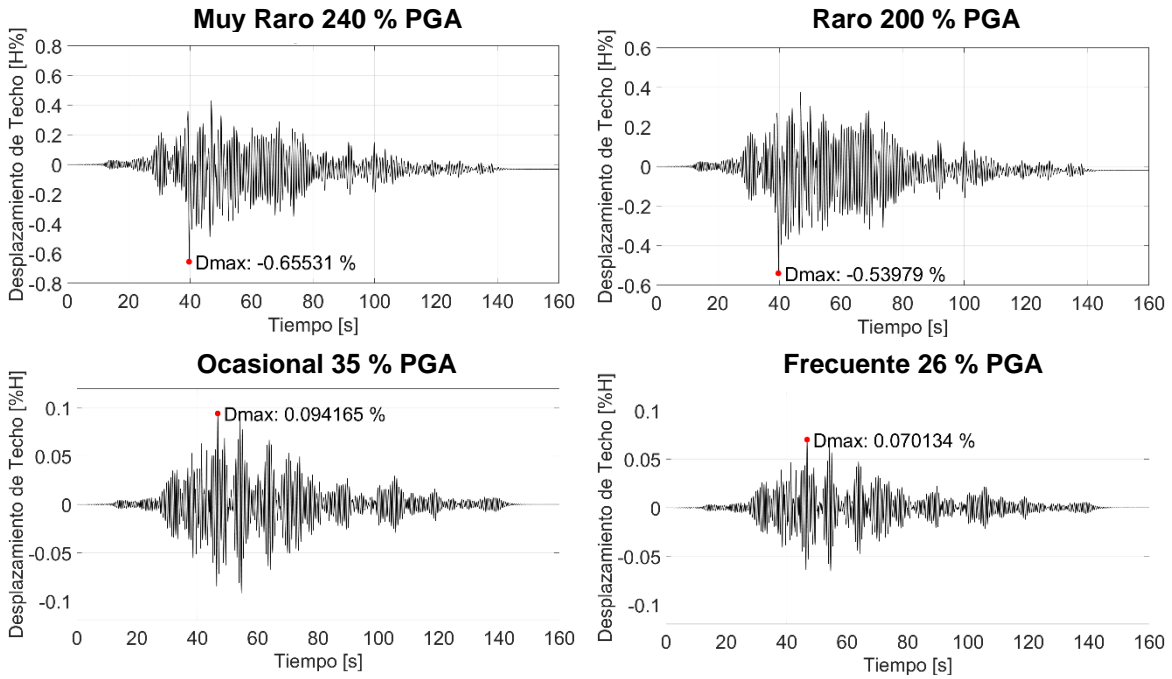 Muy Raro 240 % PGA
Desplazamiento de Techo [H%]
0.8
0.6
0.4
0.2
0
-0.2
-0.4
-0.6
-0.8
Dmax: -0.65531 %
0 20 40 60 80 100 120 140 160
Tiempo [s]
Raro 200 % PGA
Desplazamiento de Techo [H%]
0.6
0.4
0.2
0
-0.2
-0.4
-0.6
Dmax: -0.53979 %
0 20 40 60 80 100 120 140 160
Tiempo [s]
Ocasional 35 % PGA
Desplazamiento de Techo [%H]
0.1
0.05
0
-0.05
-0.1
Dmax: 0.094165 %
0 20 40 60 80 100 120 140 160
Tiempo [s]
Frecuente 26 % PGA
Desplazamiento de Techo [%H]
0.1
0.05
0
-0.05
-0.1
Dmax: 0.070134 %
0 20 40 60 80 100 120 140 160
Tiempo [s]